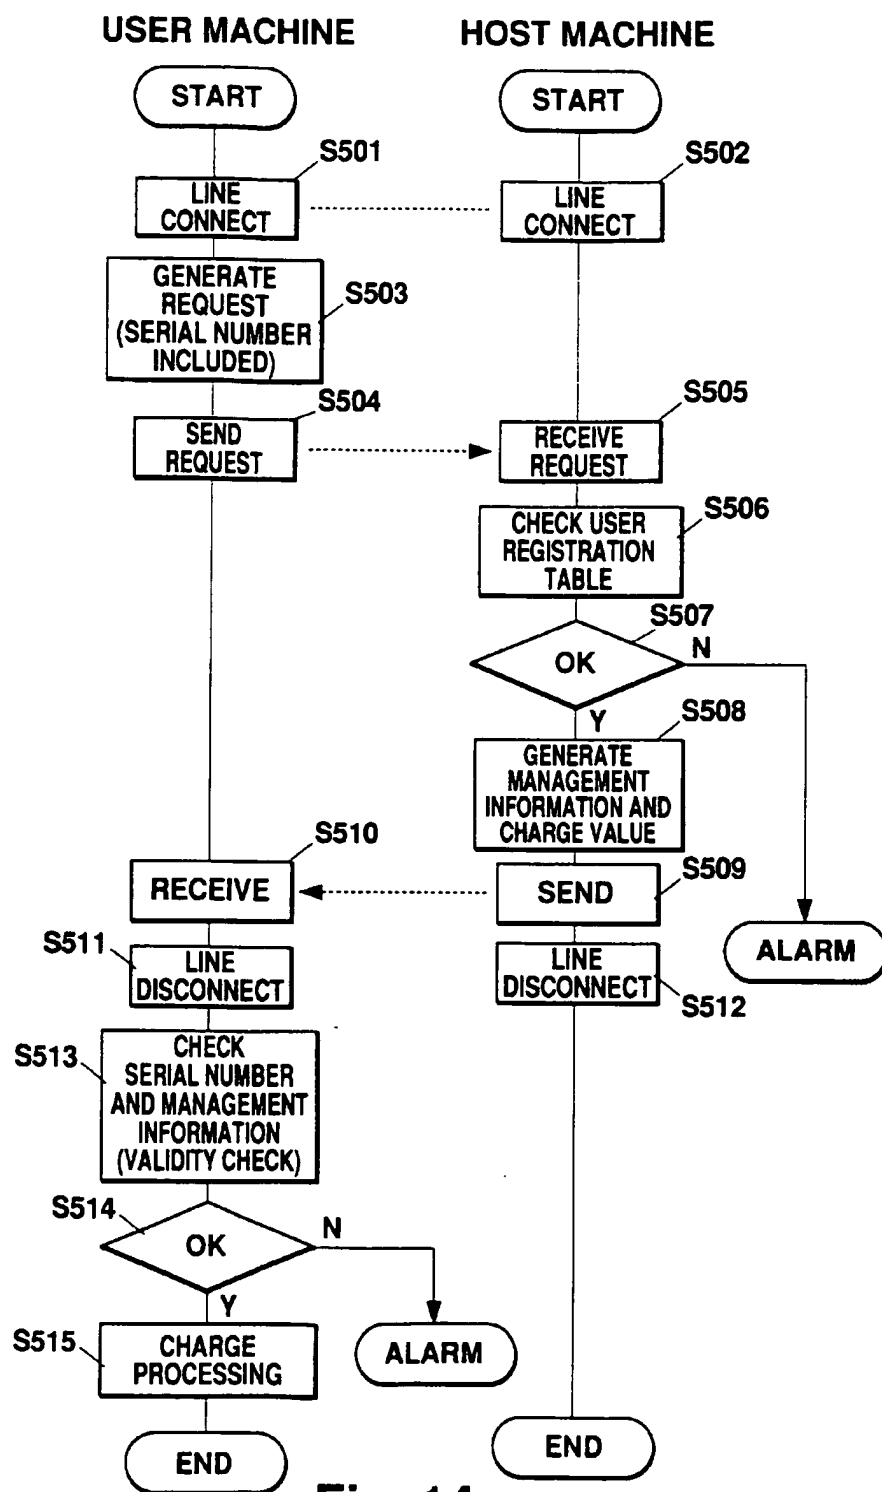 USER MACHINE
HOST MACHINE
START
START
S501
S502
LINE
CONNECT
LINE
CONNECT
GENERATE
REQUEST
(SERIAL NUMBER
INCLUDED)
S503
S504
SEND
REQUEST
S505
RECEIVE
REQUEST
S506
CHECK USER
REGISTRATION
TABLE
S507
OK
N
Y
S508
GENERATE
MANAGEMENT
INFORMATION AND
CHARGE VALUE
S510
RECEIVE
S509
SEND
ALARM
S511
LINE
DISCONNECT
LINE
DISCONNECT
S512
S513
CHECK
SERIAL NUMBER
AND MANAGEMENT
INFORMATION
(VALIDITY CHECK)
S514
OK
N
Y
S515
CHARGE
PROCESSING
ALARM
END
END